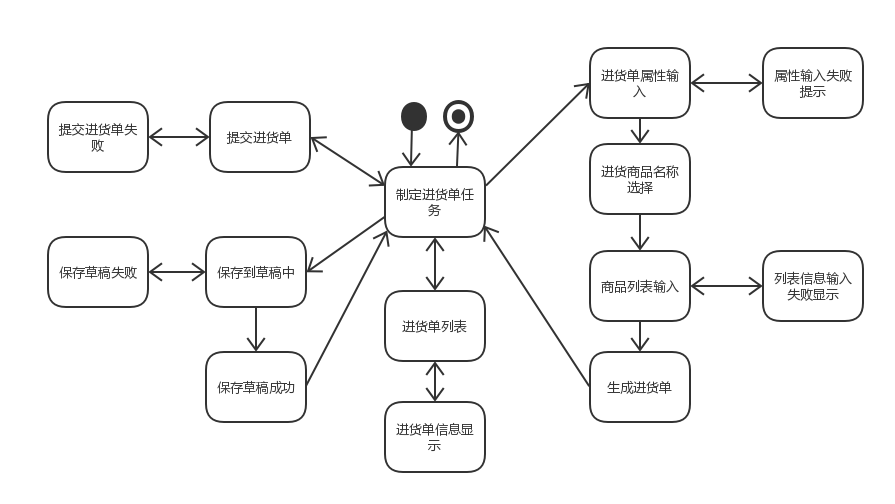 进货单属性输
入
属性输入失败
提示
提交进货单失
败
提交进货单
进货商品名称
选择
制定进货单任
务
保存草稿失败
保存到草稿中
商品列表输入
列表信息输入
失败显示
进货单列表
保存草稿成功
生成进货单
进货单信息显
示